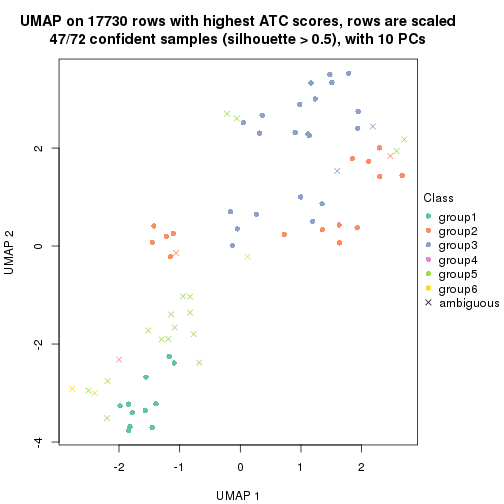 UMAP on 17730 rows with highest ATC scores, rows are scaled
47/72 confident samples (silhouette > 0.5), with 10 PCs
UMAP 2
2
0
-2
-4
-2
-1
0
1
2
UMAP 1
Class
group1
group2
group3
group4
group5
group6
ambiguous